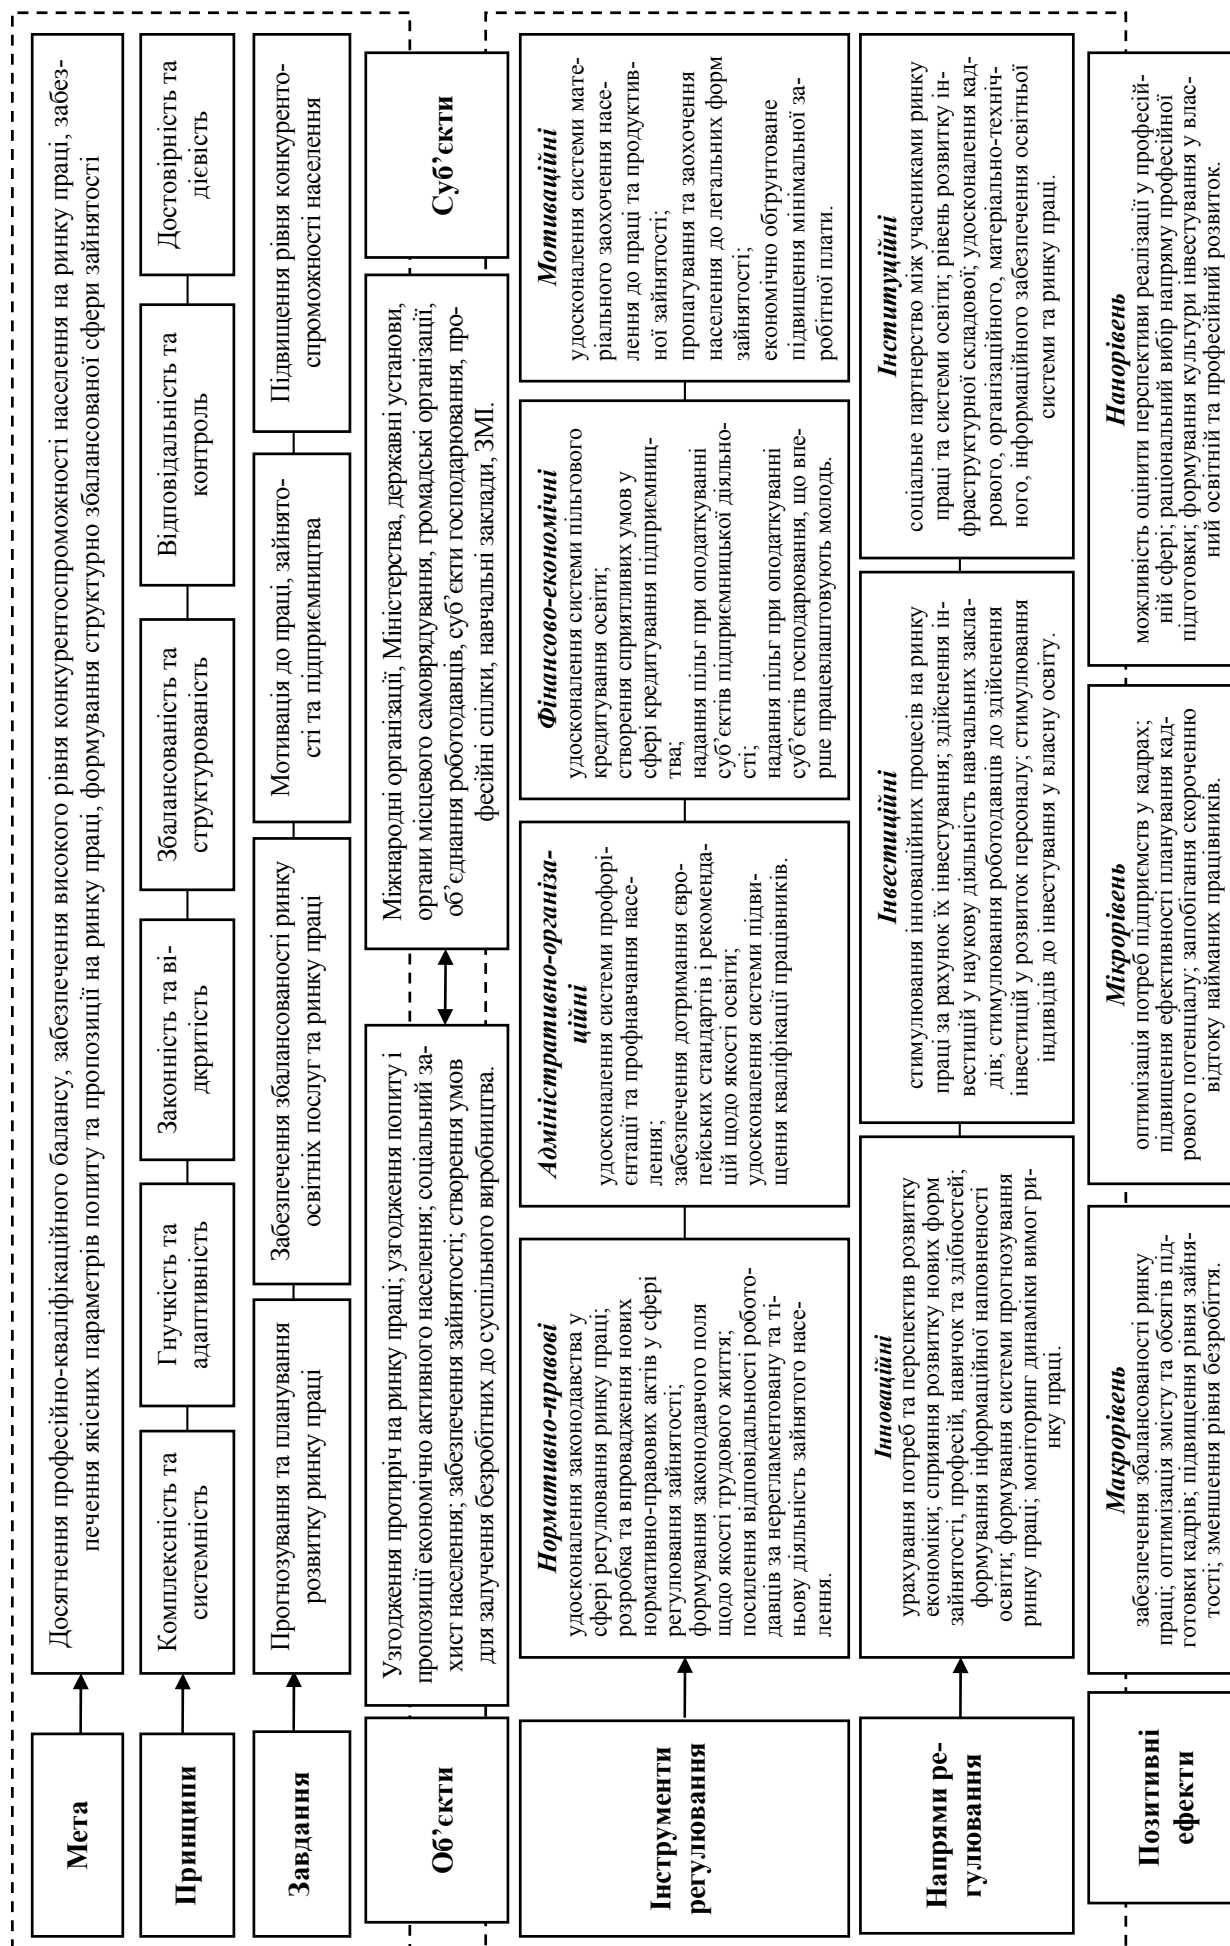 Мета
Досягнення професійно-кваліфікаційного балансу, забезпечення високого рівня конкурентоспроможності населення на ринку праці, забез-
печення якісних параметрів попиту та пропозиції на ринку праці, формування структурно збалансованої сфери зайнятості
Принципи
Комплексність та
системність
Гнучкість та
адаптивність
Законність та ві-
дкритість
Збалансованість та
структурованість
Відповідальність та
контроль
Достовірність та
дієвість
Завдання
Прогнозування та планування
розвитку ринку праці
Забезпечення збалансованості ринку
освітніх послуг та ринку праці
Мотивація до праці, зайнято-
сті та підприємництва
Підвищення рівня конкуренто-
спроможності населення
Об’єкти
Узгодження протиріч на ринку праці; узгодження попиту і
пропозиції економічно активного населення; соціальний за-
хист населення; забезпечення зайнятості; створення умов
для залучення безробітних до суспільного виробництва.
Міжнародні організації, Міністерства, державні установи,
органи місцевого самоврядування, громадські організації,
об’єднання роботодавців, суб’єкти господарювання, про-
фесійні спілки, навчальні заклади, ЗМІ.
Суб’єкти
Інструменти
регулювання
Нормативно-правові
удосконалення законодавства у
сфері регулювання ринку праці;
розробка та впровадження нових
нормативно-правових актів у сфері
регулювання зайнятості;
формування законодавчого поля
щодо якості трудового життя;
посилення відповідальності робото-
давців за нерегламентовану та ті-
ньову діяльність зайнятого насе-
лення.
Адміністративно-організа-
ційні
удосконалення системи профорі-
єнтації та профнавчання насе-
лення;
забезпечення дотримання євро-
пейських стандартів і рекоменда-
цій щодо якості освіти;
удосконалення системи підви-
щення кваліфікації працівників.
Фінансово-економічні
удосконалення системи пільгового
кредитування освіти;
створення сприятливих умов у
сфері кредитування підприємниц-
тва;
надання пільг при оподаткуванні
суб’єктів підприємницької діяльно-
сті;
надання пільг при оподаткуванні
суб’єктів господарювання, що впе-
рше працевлаштовують молодь.
Мотиваційні
удосконалення системи мате-
ріального заохочення насе-
лення до праці та продуктив-
ної зайнятості;
пропагування та заохочення
населення до легальних форм
зайнятості;
економічно обґрунтоване
підвищення мінімальної за-
робітної плати.
Напрями ре-
гулювання
Інноваційні
урахування потреб та перспектив розвитку
економіки; сприяння розвитку нових форм
зайнятості, професій, навичок та здібностей;
формування інформаційної наповненості
освіти; формування системи прогнозування
ринку праці; моніторинг динаміки вимог ри-
нку праці.
Інвестиційні
стимулювання інноваційних процесів на ринку
праці за рахунок їх інвестування; здійснення ін-
вестицій у наукову діяльність навчальних закла-
дів; стимулювання роботодавців до здійснення
інвестицій у розвиток персоналу; стимулювання
індивідів до інвестування у власну освіту.
Інституційні
соціальне партнерство між учасниками ринку
праці та системи освіти; рівень розвитку ін-
фраструктурної складової; удосконалення кад-
рового, організаційного, матеріально-техніч-
ного, інформаційного забезпечення освітньої
системи та ринку праці.
Позитивні
ефекти
Макрорівень
забезпечення збалансованості ринку
праці; оптимізація змісту та обсягів під-
готовки кадрів; підвищення рівня зайня-
тості; зменшення рівня безробіття.
Мікрорівень
оптимізація потреб підприємств у кадрах;
підвищення ефективності планування кад-
рового потенціалу; запобігання скороченню
відтоку найманих працівників.
Нанорівень
можливість оцінити перспективи реалізації у професій-
ній сфері; раціональний вибір напряму професійної
підготовки; формування культури інвестування у влас-
ний освітній та професійний розвиток.